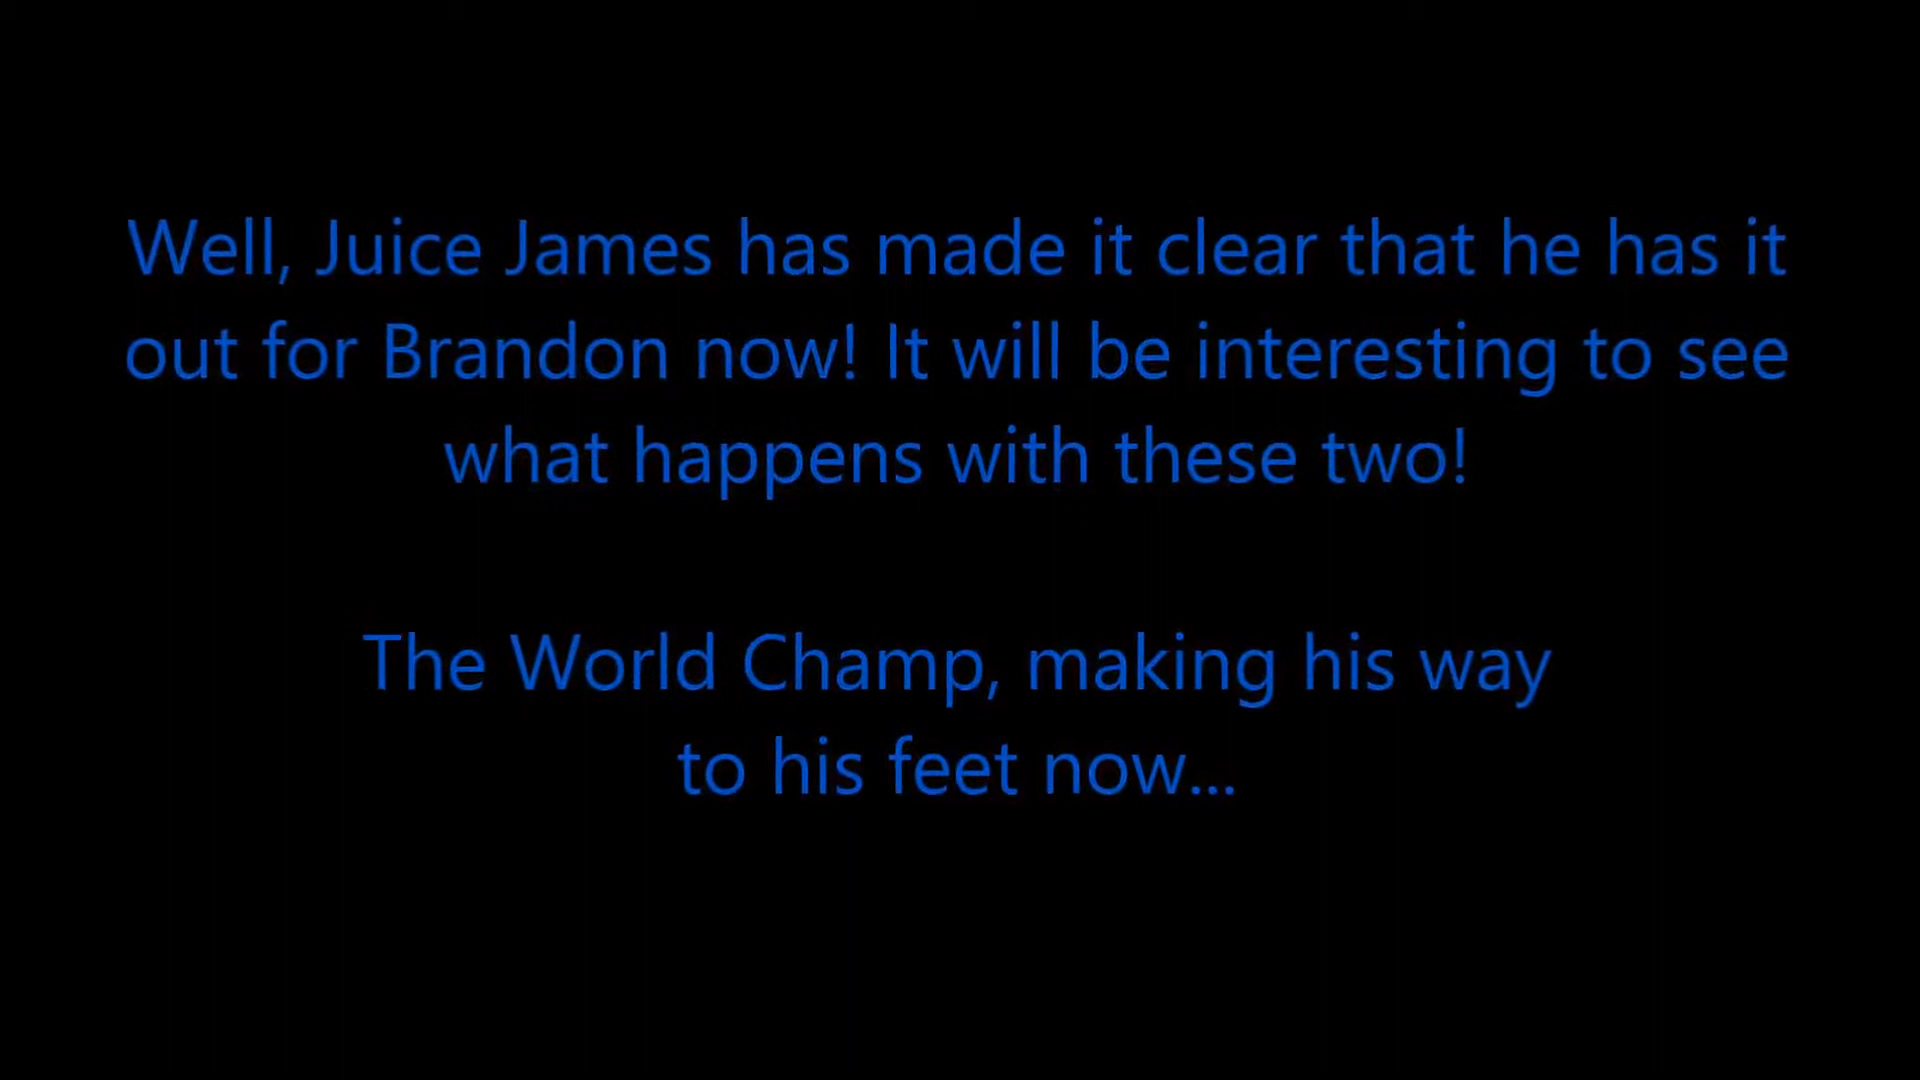 Well, Juice James has made it clear that he has it
out for Brandon now! It will be interesting to see
what happens with these two!
The World Champ, making his way
to his feet now...